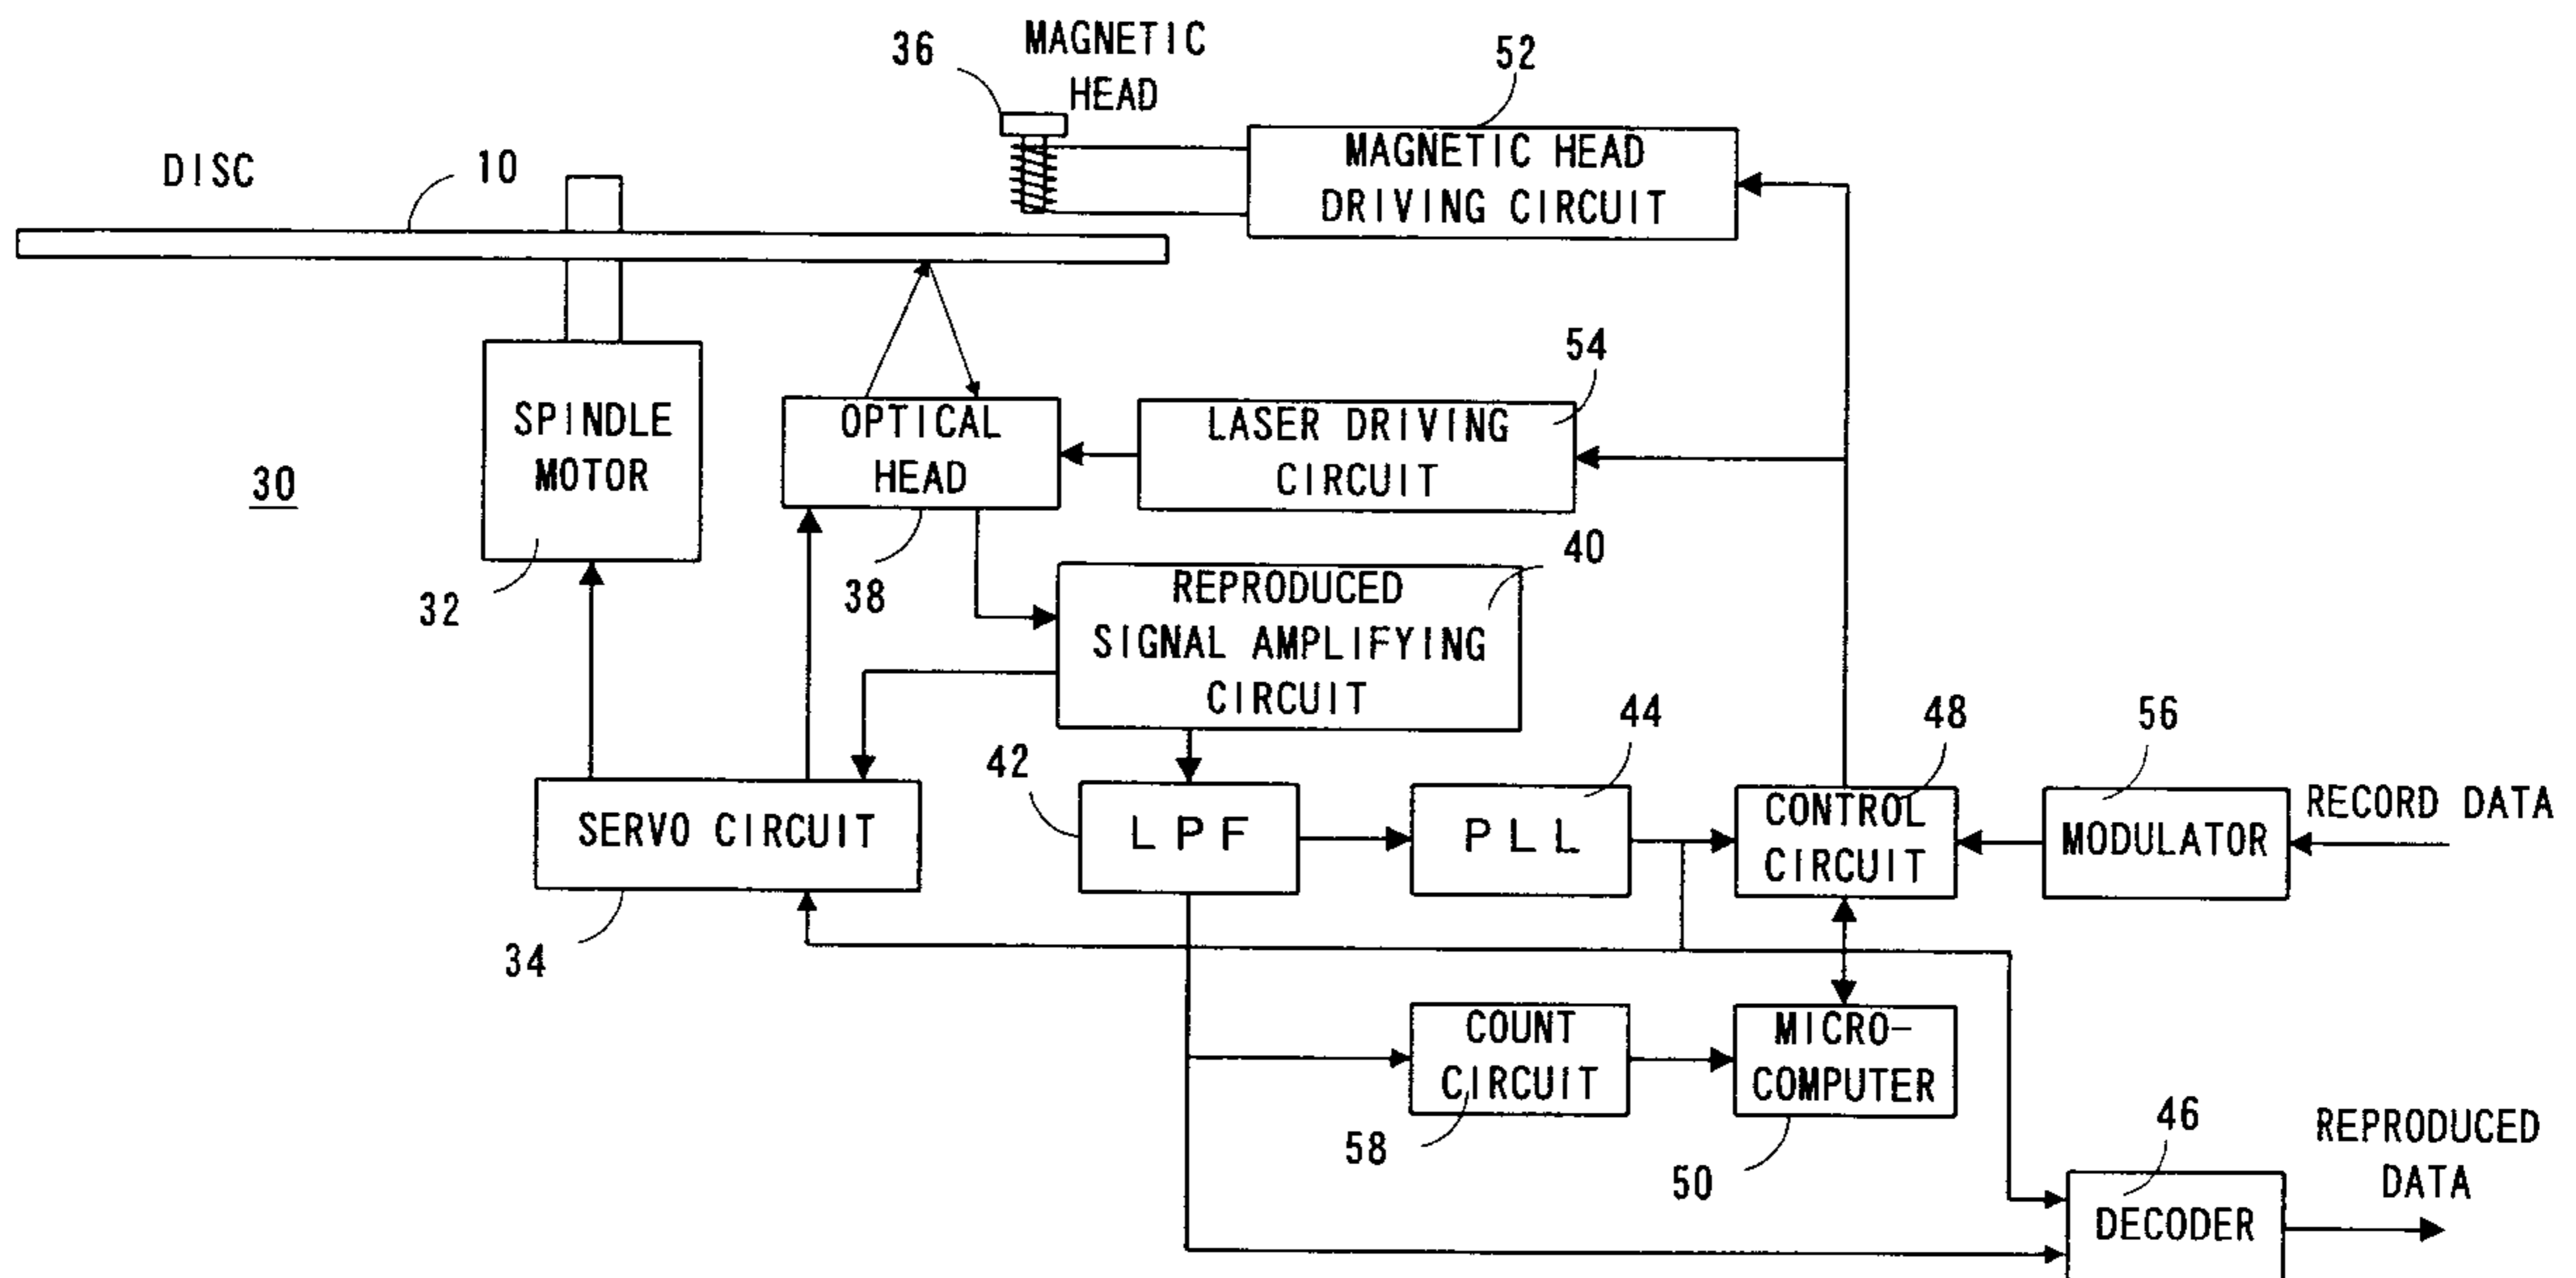 36
MAGNETIC
HEAD
52
DISC
10
MAGNETIC HEAD
DRIVING CIRCUIT
54
SPINDLE
MOTOR
OPTICAL
HEAD
LASER DRIVING
CIRCUIT
30
32
38
40
REPRODUCED
SIGNAL AMPLIFYING
CIRCUIT
42
44
48
56
SERVO CIRCUIT
LPF
PLL
CONTROL
CIRCUIT
MODULATOR
RECORD DATA
34
COUNT
CIRCUIT
MICRO-
COMPUTER
58
50
46
REPRODUCED
DATA
DECODER